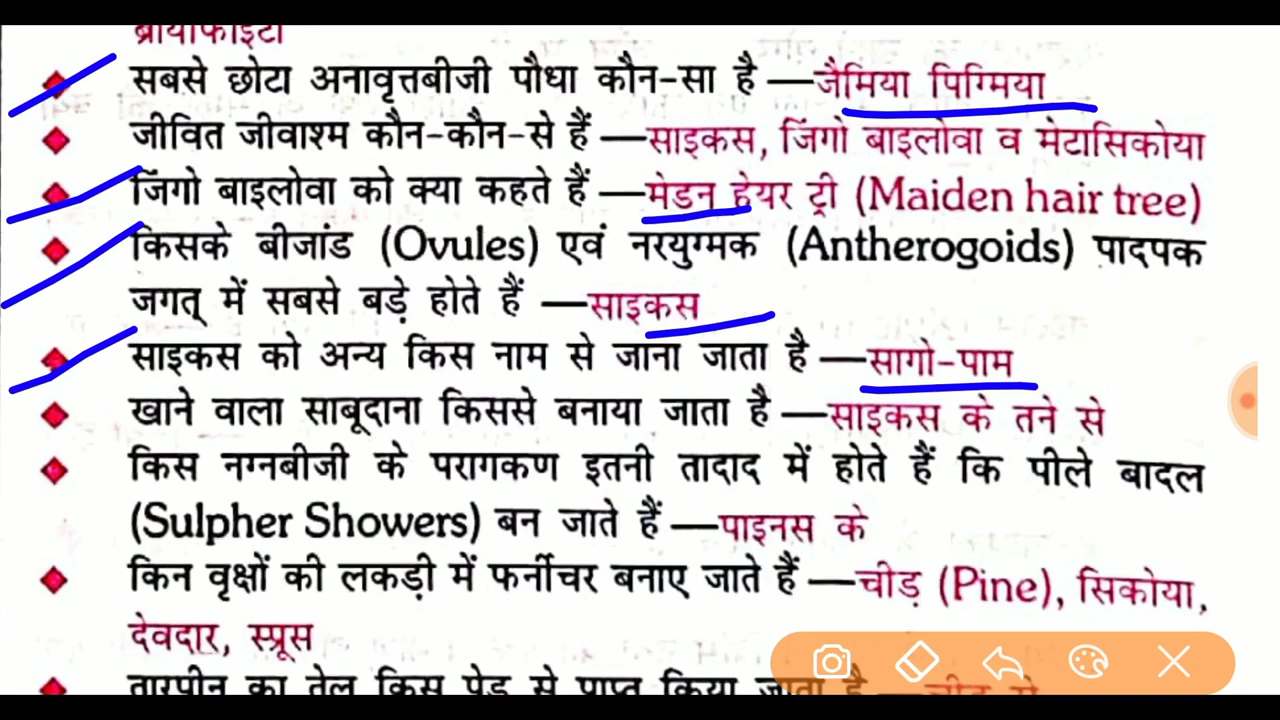 ब्रायोफाइटा
सबसे छोटा अनावृत्तबीजी पौधा कौन-सा है —जैमिया पिग्मिया
जीवित जीवाश्म कौन-कौन-से हैं —साइकस, जिंगो बाइलोवा व मेटासिकोया
जिंगो बाइलोवा को क्या कहते हैं —मेडन हेयर ट्री (Maiden hair tree)
किसके बीजांड (Ovules) एवं नरयुग्मक (Antherogoids) पादपक
जगत् में सबसे बड़े होते हैं —साइकस
साइकस को अन्य किस नाम से जाना जाता है —सागो-पाम
खाने वाला साबूदाना किससे बनाया जाता है —साइकस के तने से
किस नग्नबीजी के परागकण इतनी तादाद में होते हैं कि पीले बादल
(Sulpher Showers) बन जाते हैं —पाइनस के
किन वृक्षों की लकड़ी में फर्नीचर बनाए जाते हैं —चीड़ (Pine), सिकोया,
देवदार, स्प्रूस
तारपीन का तेल किस पेड़ से प्राप्त किया जाता है —चीड़ से